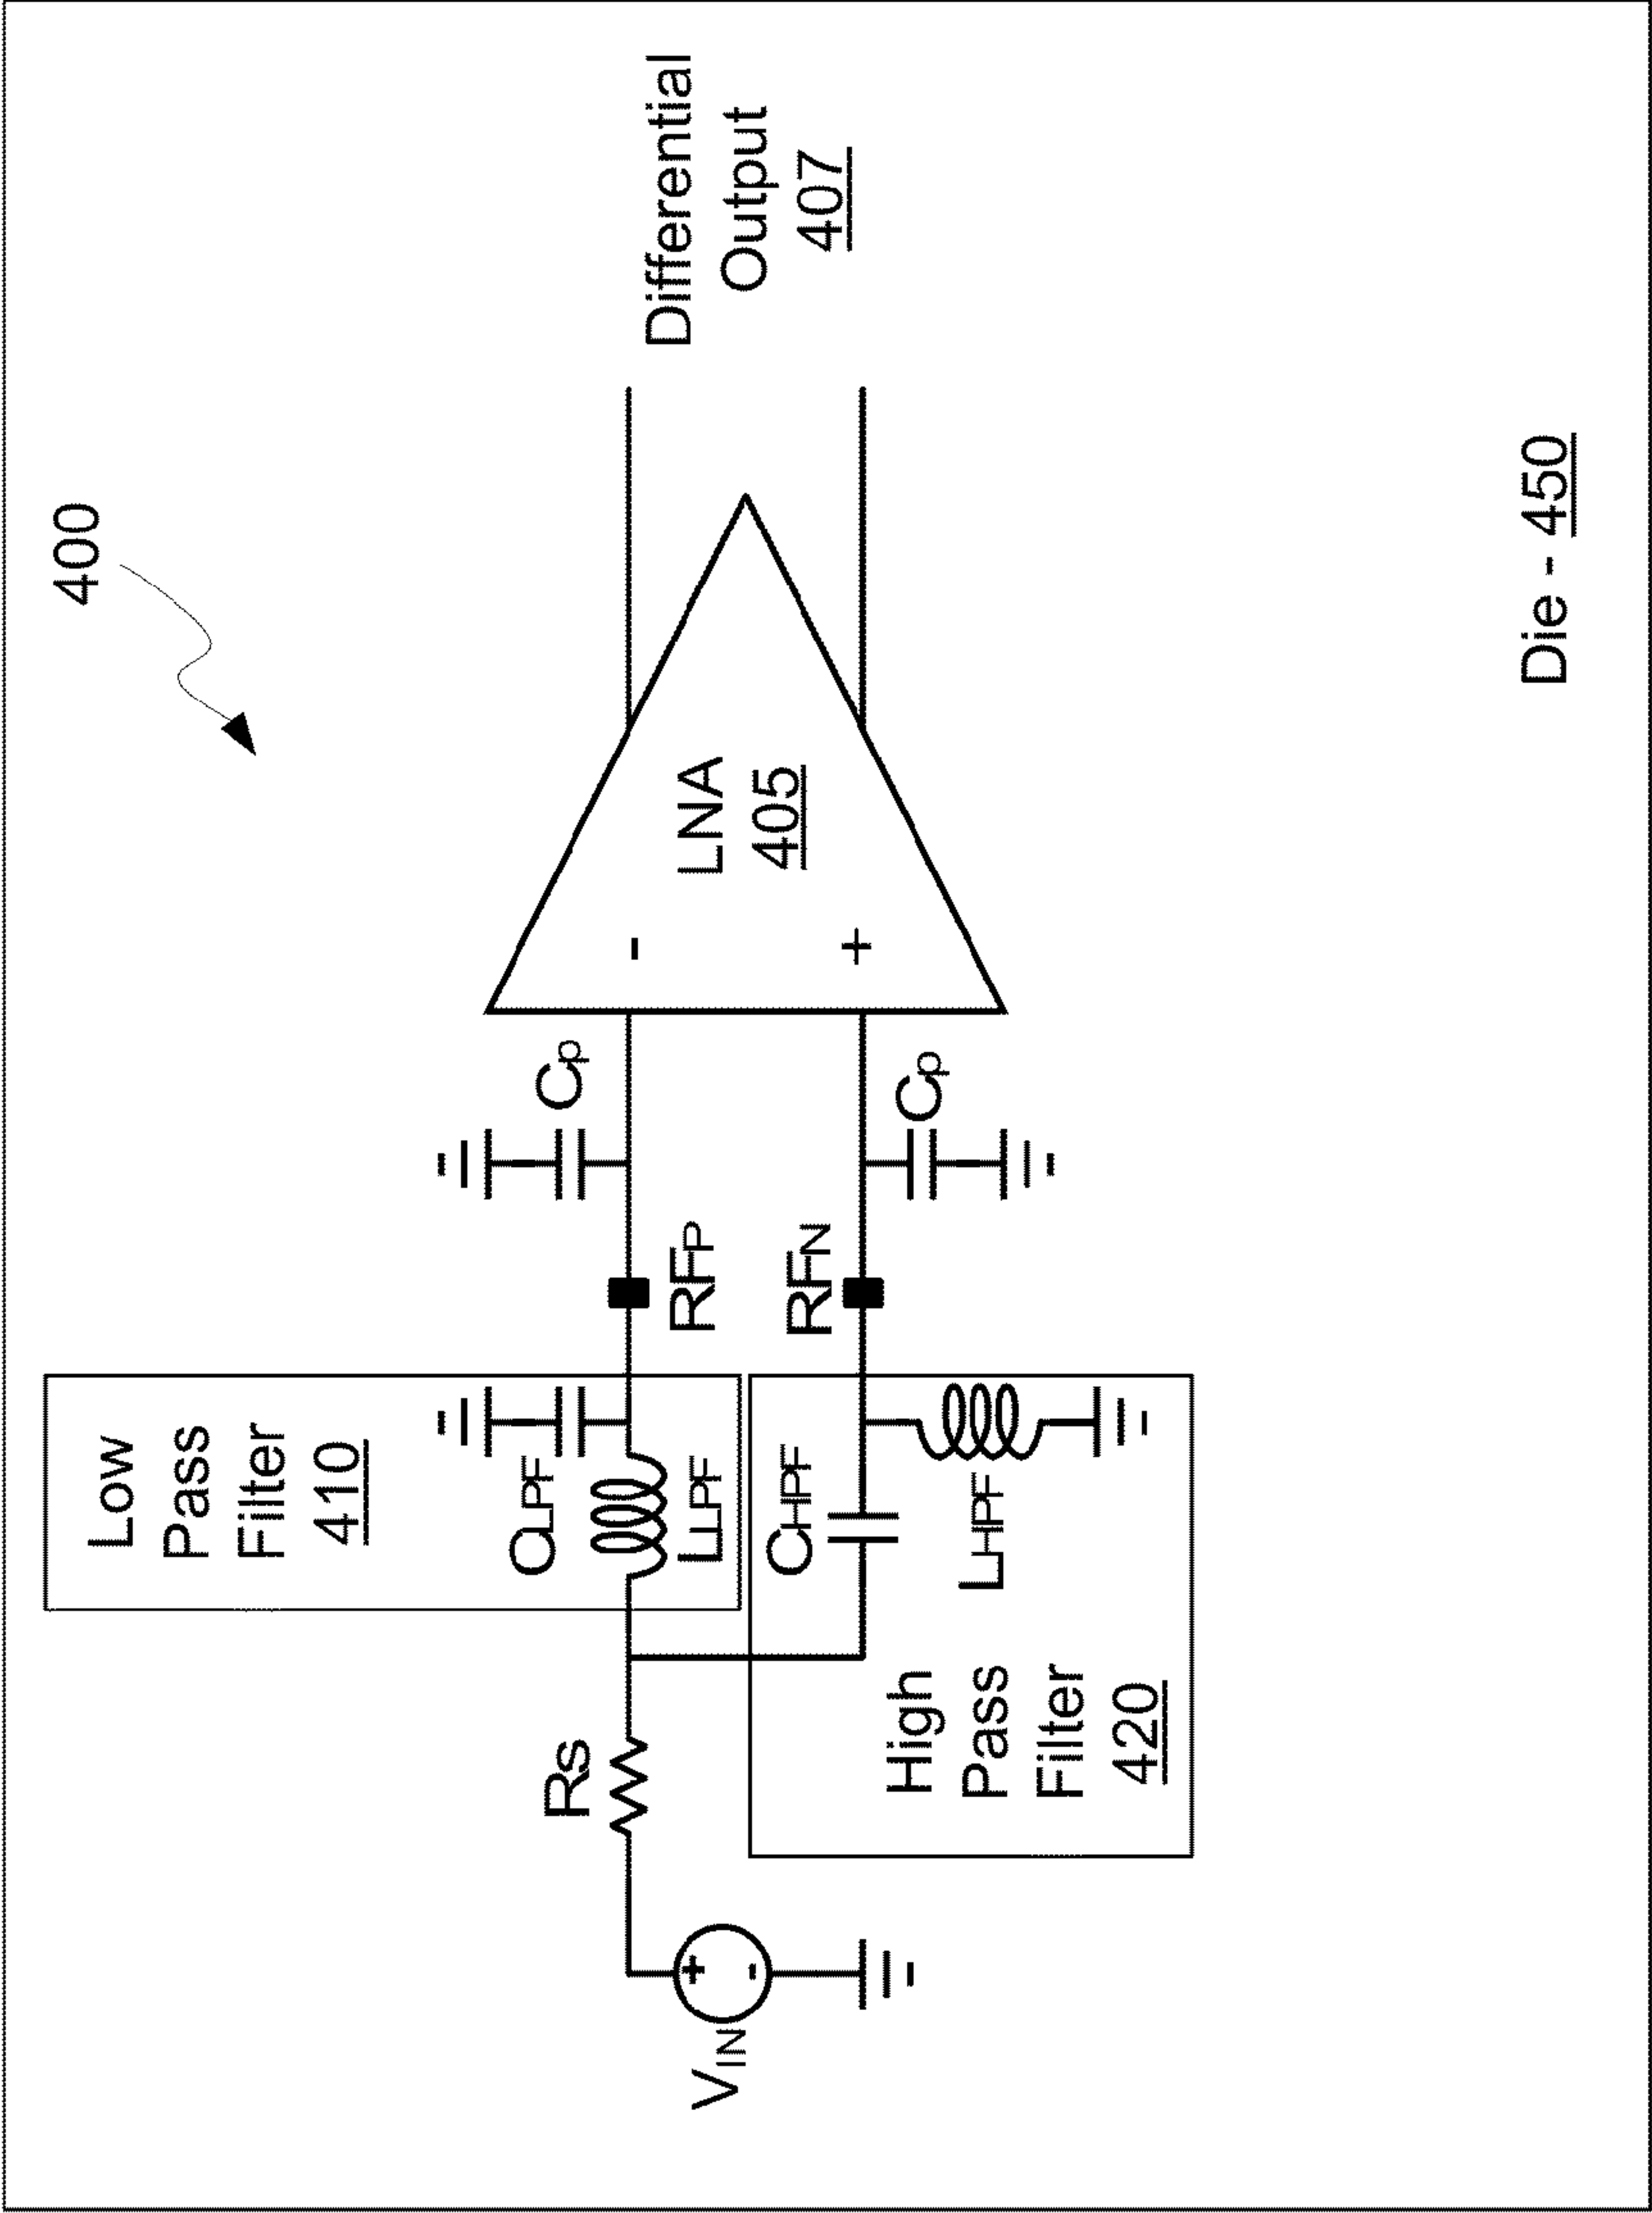 400
Low
Pass
Filter
410
CLPF
LLPF
CHPF
LHPF
High
Pass
Filter
420
VIN
+
-
Rs
RFP
RFN
Cp
Cp
-
+
LNA
405
Differential
Output
407
Die - 450